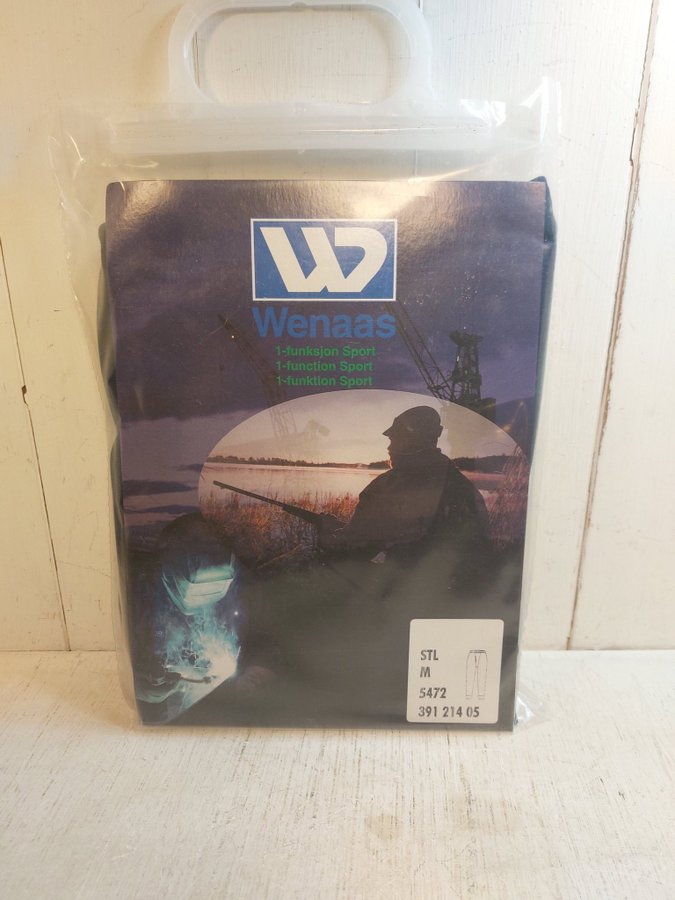 W
Wenaas
1-funksjon Sport
1-function Sport
1-funktion Sport
STL
M
5472
391 214 05